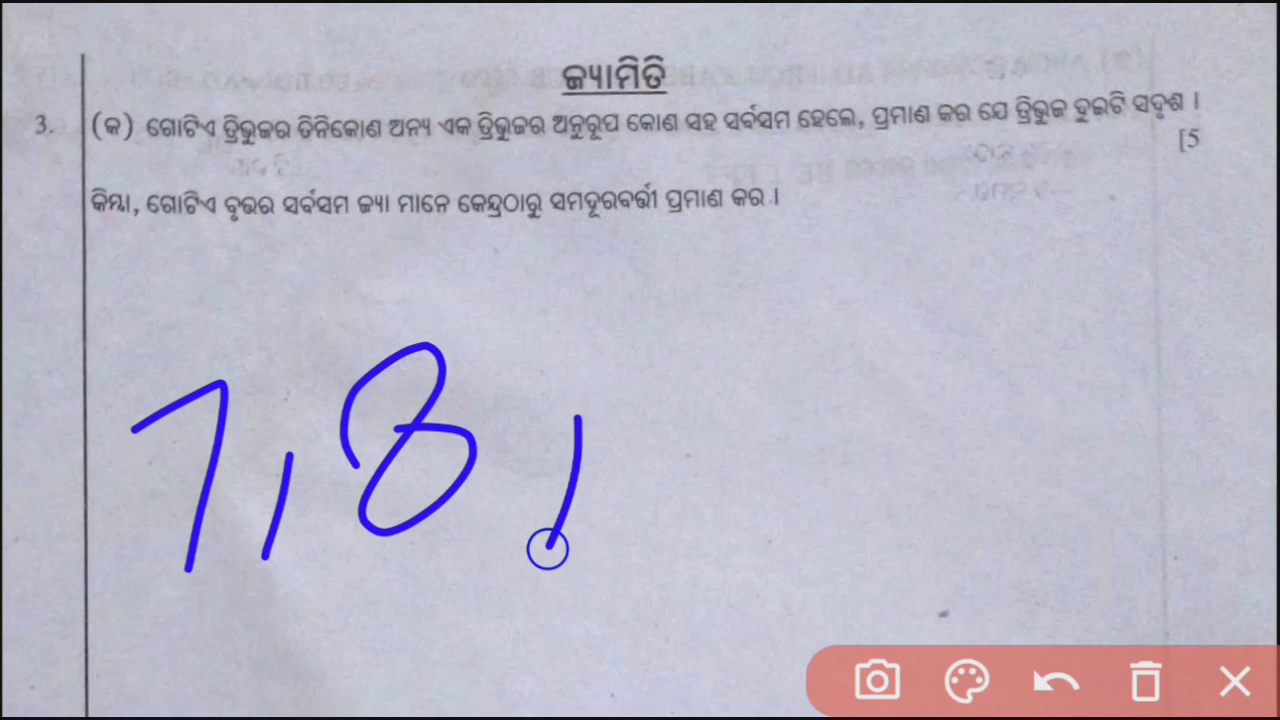 ଜ୍ୟାମିତି
3. (କ) ଗୋଟିଏ ତ୍ରିଭୁଜର ତିନିକୋଣ ଅନ୍ୟ ଏକ ତ୍ରିଭୁଜର ଅନୁରୂପ କୋଣ ସହ ସର୍ବସମ ହେଲେ, ପ୍ରମାଣ କର ଯେ ତ୍ରିଭୁଜ ଦୁଇଟି ସଦୃଶ ।
[5
କିମ୍ବା, ଗୋଟିଏ ବୃତ୍ତର ସର୍ବସମ ଜ୍ୟା ମାନେ କେନ୍ଦ୍ରଠାରୁ ସମଦୂରବର୍ତ୍ତୀ ପ୍ରମାଣ କର ।
7, 8,